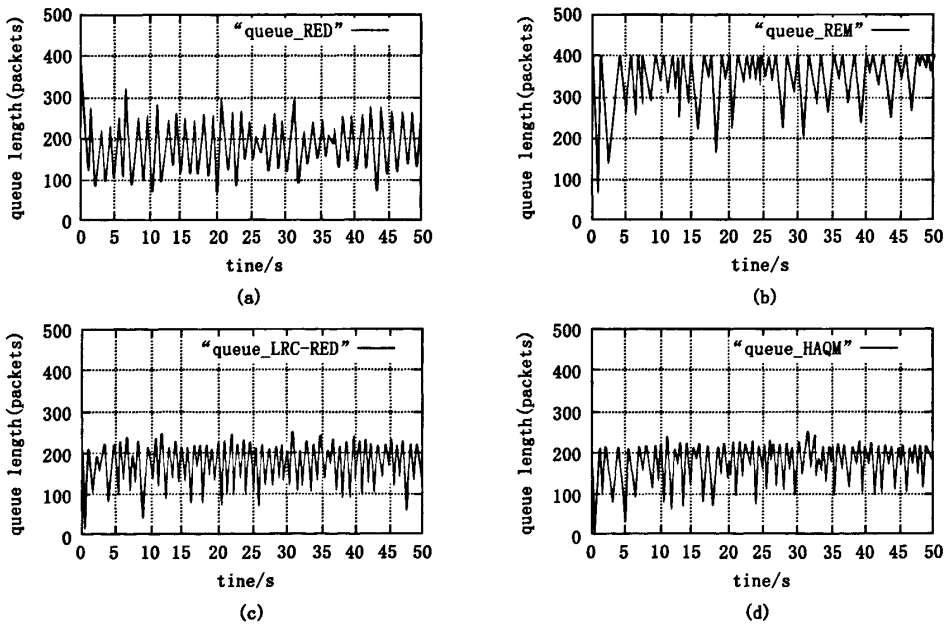 500
400
300
200
100
0
queue length(packets)
“queue_RED”
0 5 10 15 20 25 30 35 40 45 50
tine/s
(a)
500
400
300
200
100
0
queue length(packets)
“queue_REM”
0 5 10 15 20 25 30 35 40 45 50
tine/s
(b)
500
400
300
200
100
0
queue length(packets)
“queue_LRC-RED”
0 5 10 15 20 25 30 35 40 45 50
tine/s
(c)
500
400
300
200
100
0
queue length(packets)
“queue_HAQM”
0 5 10 15 20 25 30 35 40 45 50
tine/s
(d)